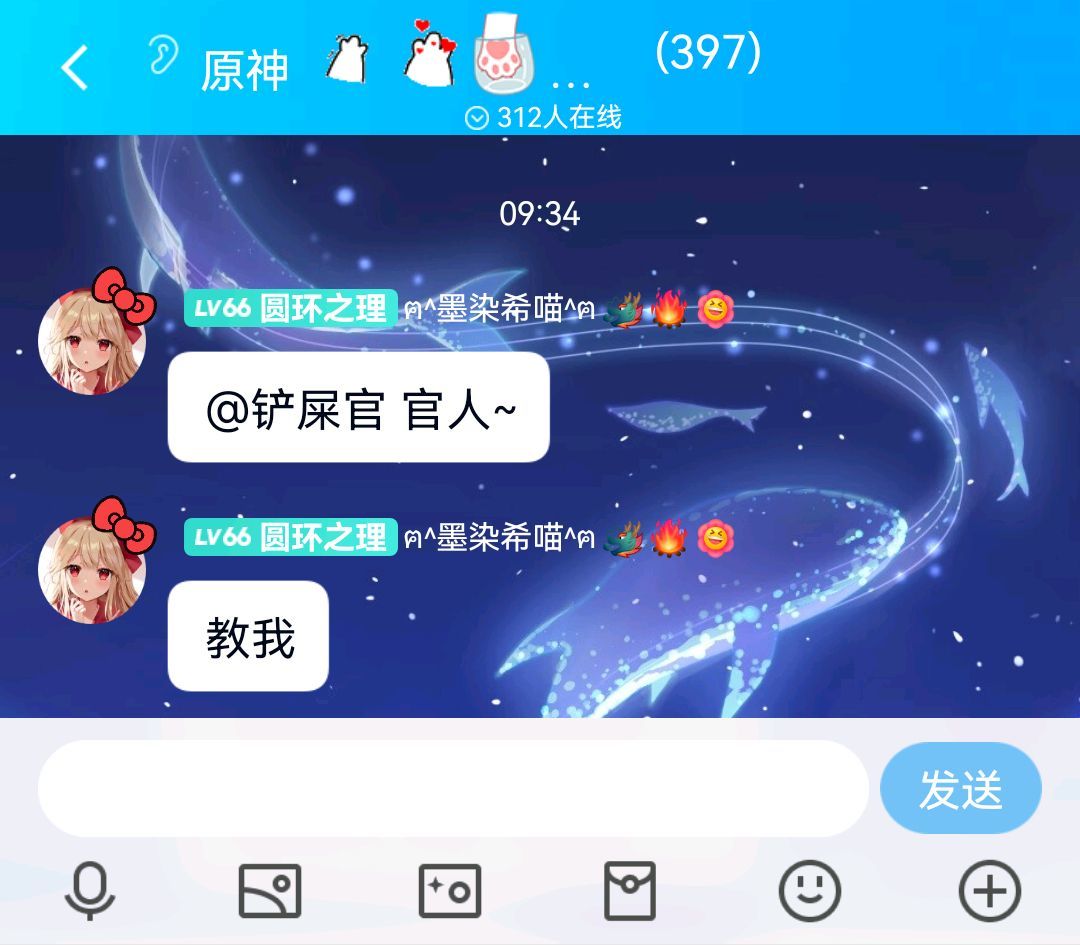 原神 ... (397)
312人在线
09:34
LV66 圆环之理 ฅ^墨染希喵^ฅ
@铲屎官 官人~
LV66 圆环之理 ฅ^墨染希喵^ฅ
教我
发送